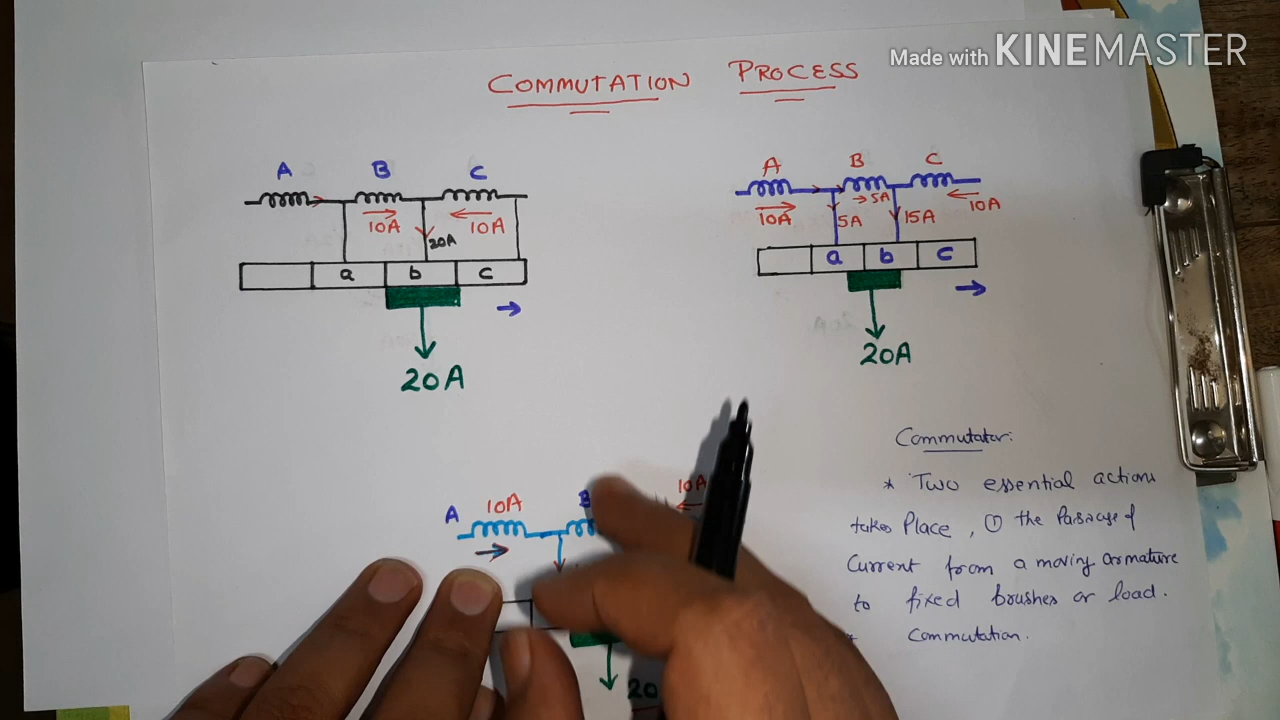 Made with KINEMASTER
COMMUTATION PROCESS
A B C
10A 10A
20A
a b c
20A
A B C
10A → 5A 10A
5A 15A
a b c
20A
Commutator:
* Two essential actions
takes Place, ① the Passage of
Current from a moving armature
to fixed brushes or load.
* Commutation.
A 10A B 10A
20